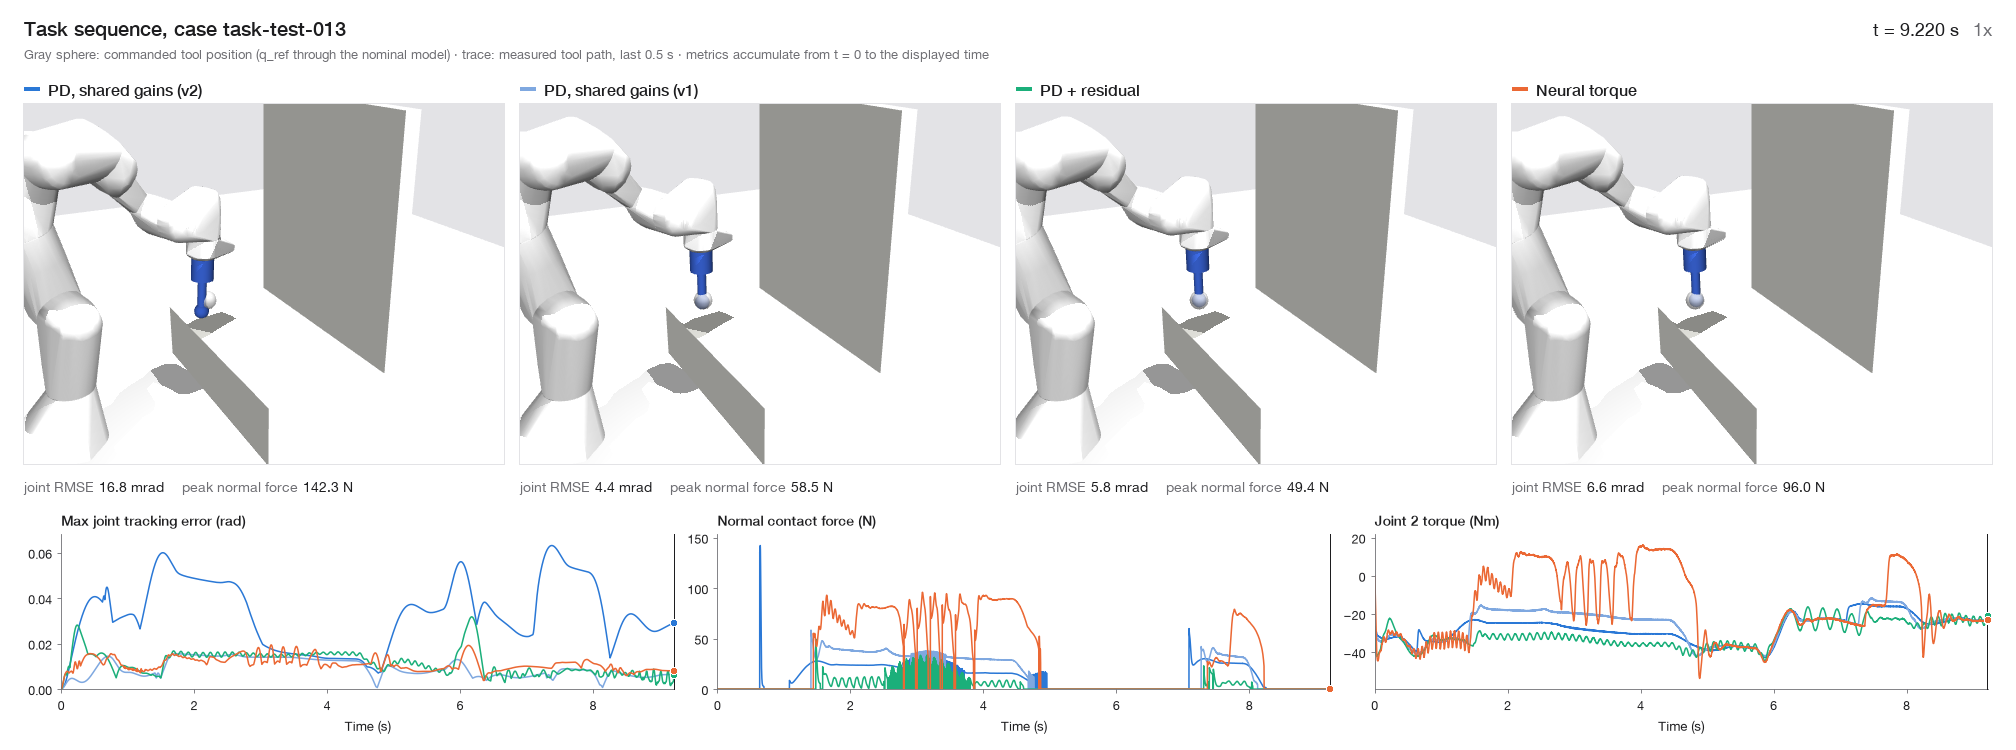 Task sequence, case task-test-013
t = 9.220 s 1x
Gray sphere: commanded tool position (q_ref through the nominal model) · trace: measured tool path, last 0.5 s · metrics accumulate from t = 0 to the displayed time
PD, shared gains (v2)
PD, shared gains (v1)
PD + residual
Neural torque
joint RMSE 16.8 mrad peak normal force 142.3 N
joint RMSE 4.4 mrad peak normal force 58.5 N
joint RMSE 5.8 mrad peak normal force 49.4 N
joint RMSE 6.6 mrad peak normal force 96.0 N
Max joint tracking error (rad)
0.06
0.04
0.02
0.00
0 2 4 6 8
Time (s)
Normal contact force (N)
150
100
50
0
0 2 4 6 8
Time (s)
Joint 2 torque (Nm)
20
0
−20
−40
0 2 4 6 8
Time (s)